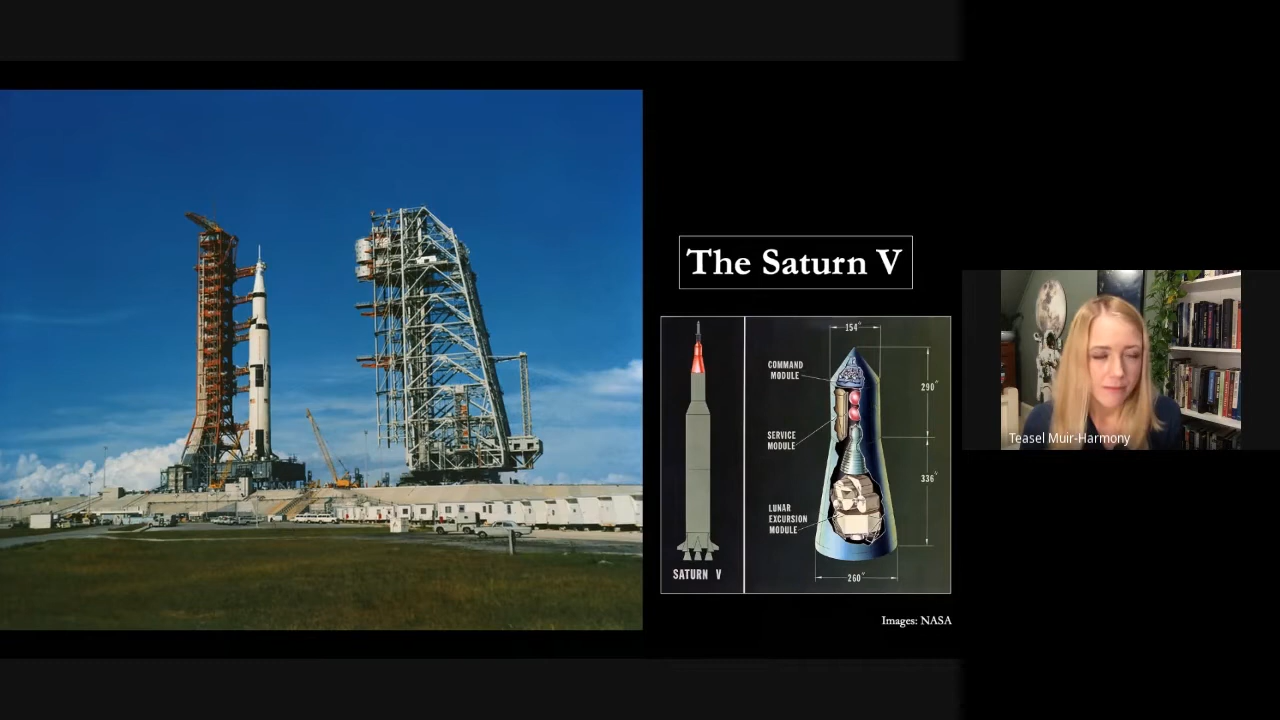 The Saturn V
154"
COMMAND
MODULE
290"
SERVICE
MODULE
336"
LUNAR
EXCURSION
MODULE
260"
SATURN V
Images: NASA
Teasel Muir-Harmony